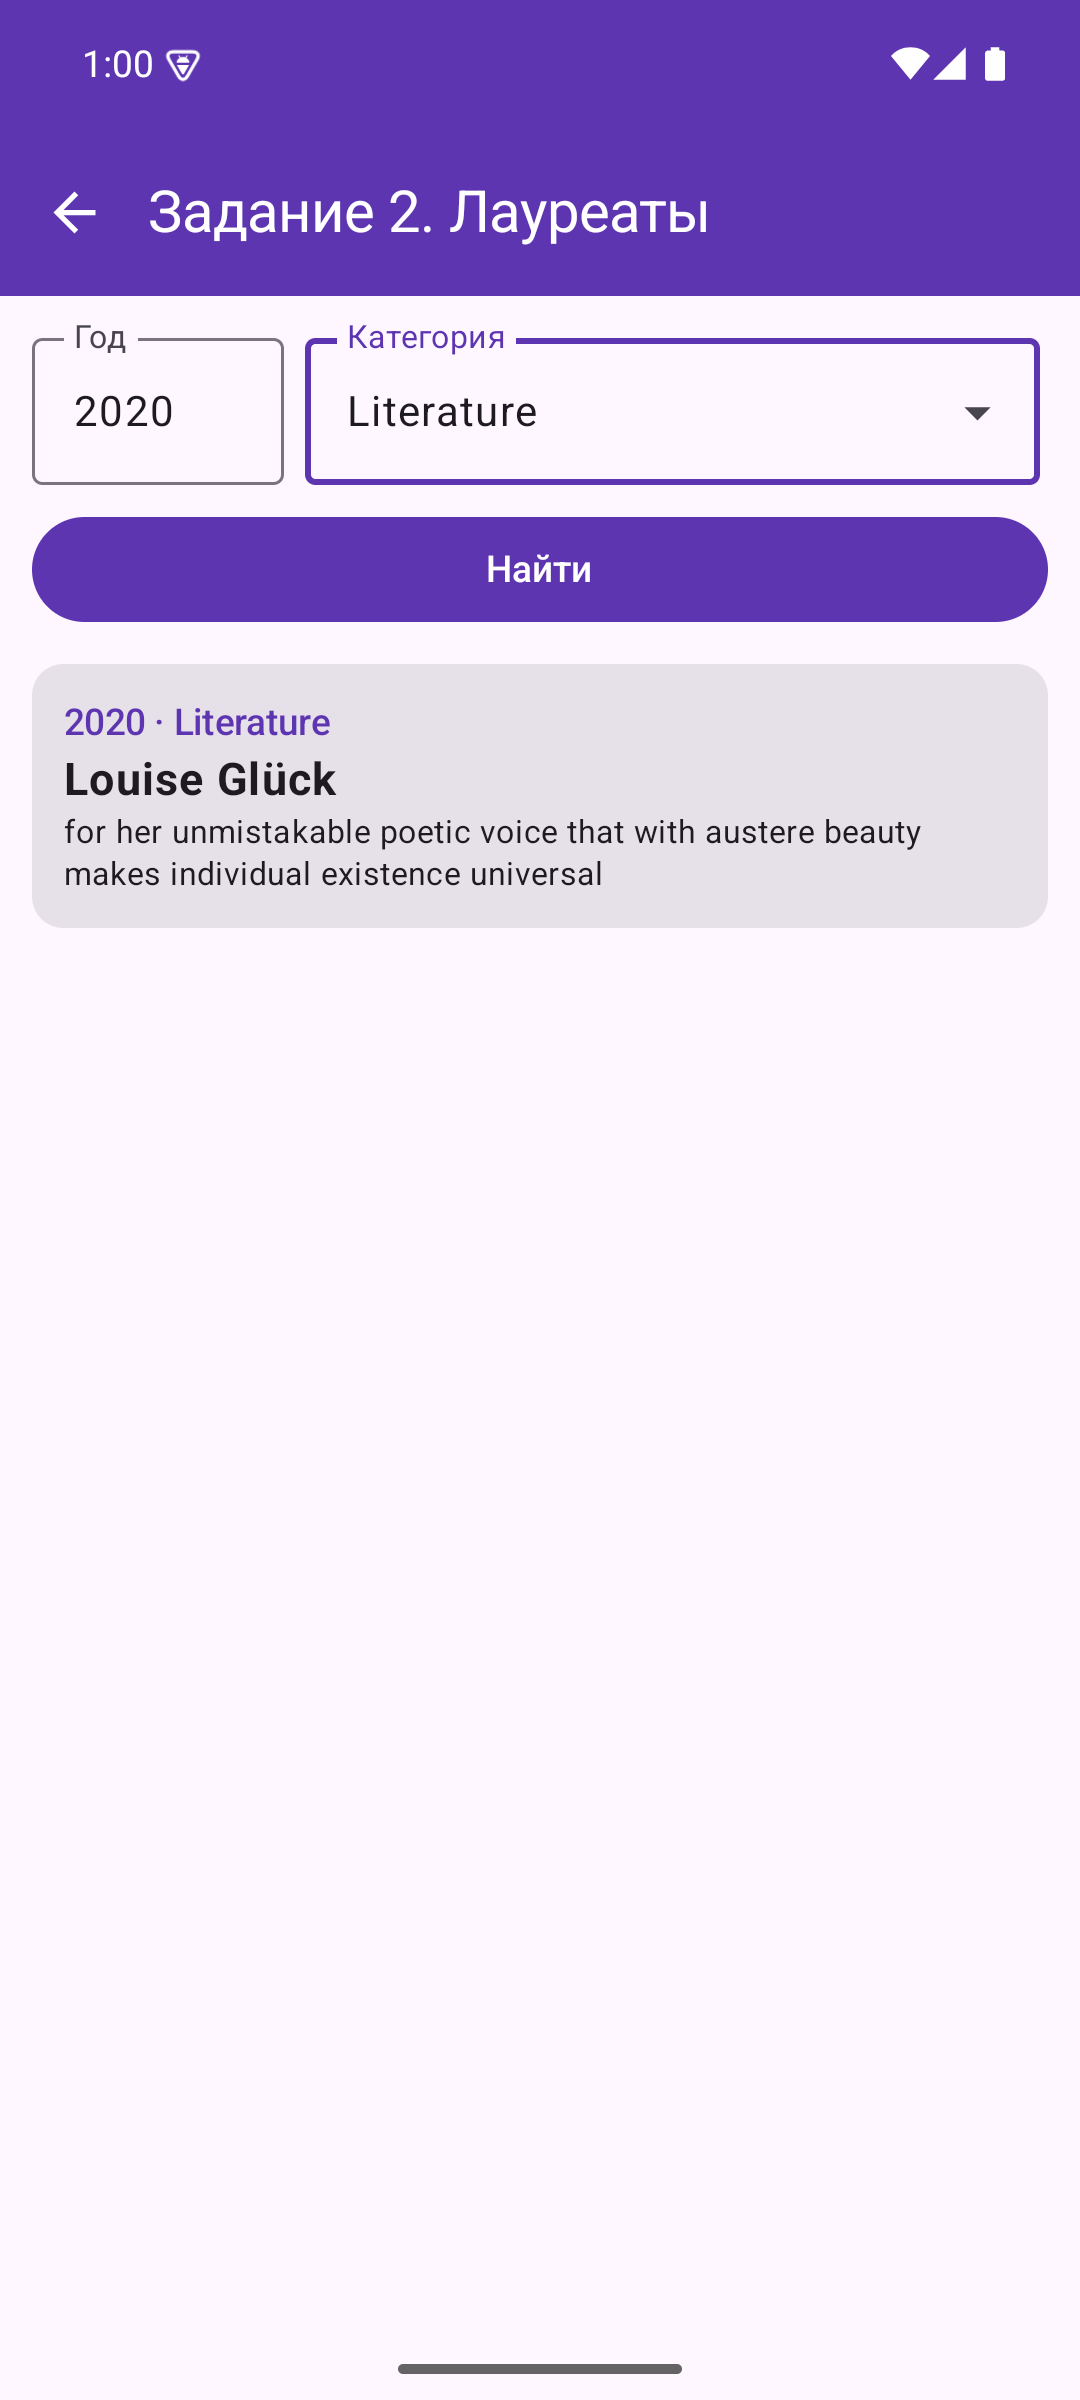 1:00
Задание 2. Лауреаты
Год
Категория
2020
Literature
Найти
2020 · Literature
Louise Glück
for her unmistakable poetic voice that with austere beauty
makes individual existence universal